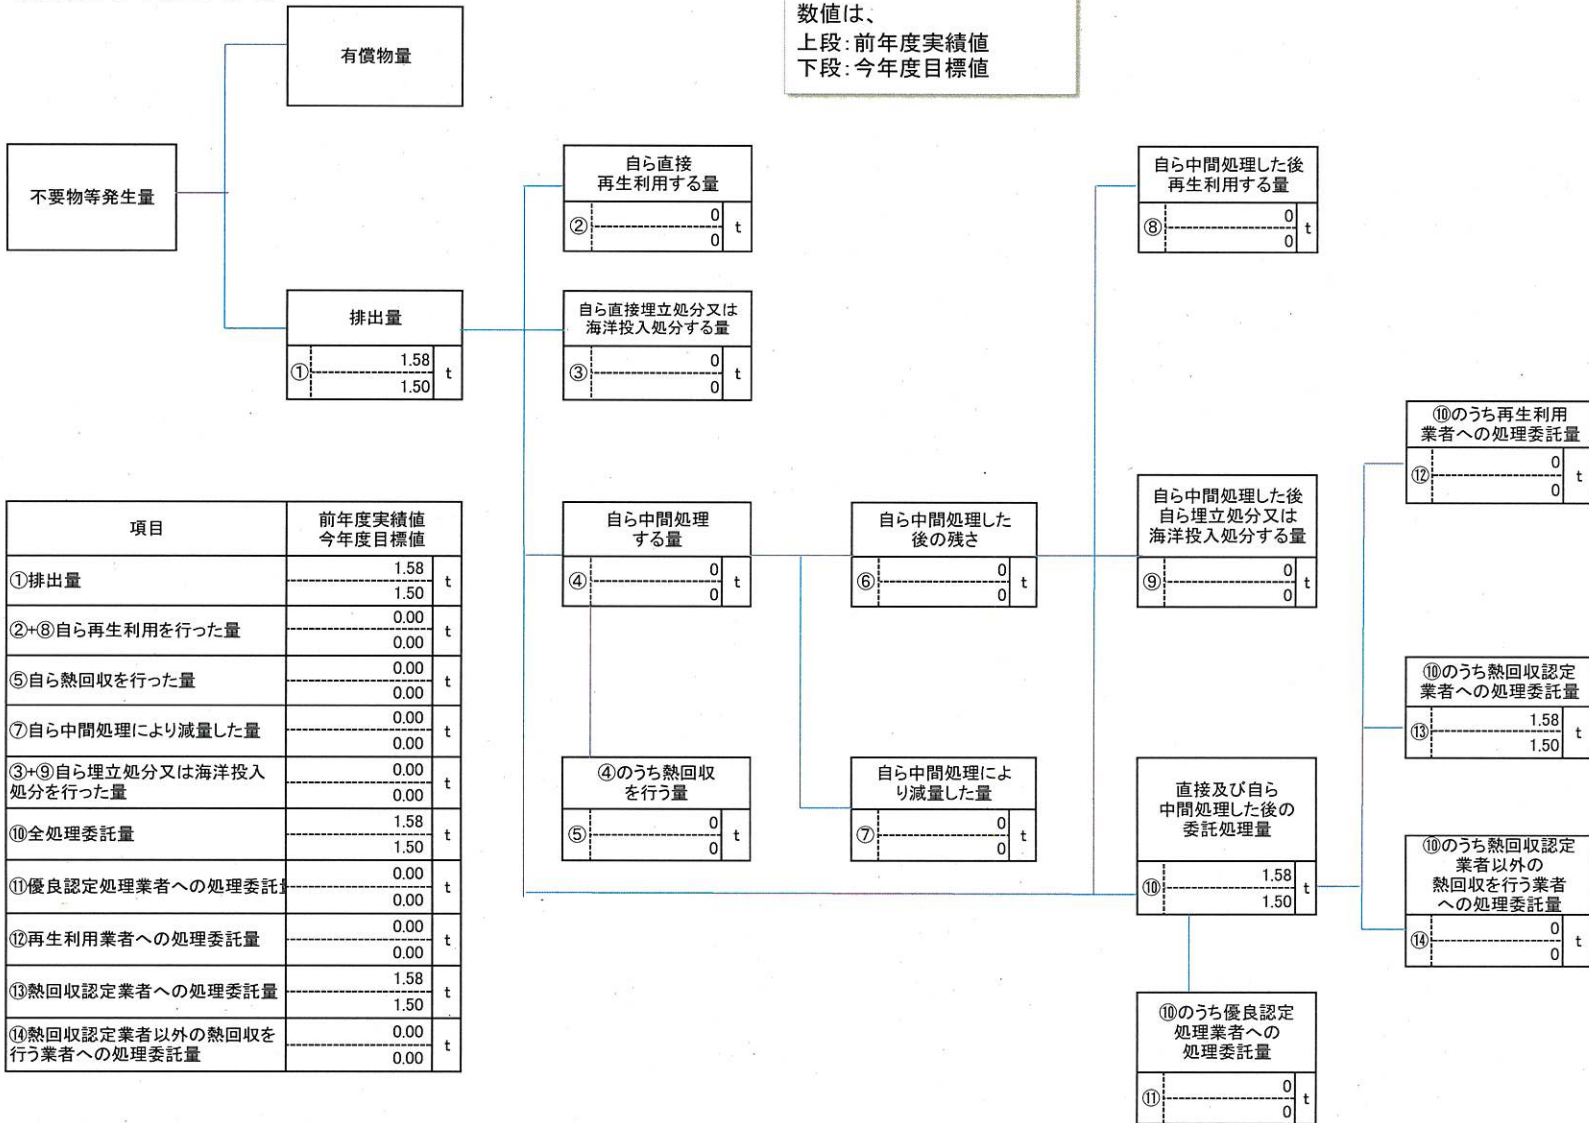 数値は、
上段：前年度実績値
下段：今年度目標値
有償物量
不要物等発生量
排出量
①
1.58
1.50
t
自ら直接
再生利用する量
②
0
0
t
自ら直接埋立処分又は
海洋投入処分する量
③
0
0
t
自ら中間処理
する量
④
0
0
t
④のうち熱回収
を行う量
⑤
0
0
t
自ら中間処理した
後の残さ
⑥
0
0
t
自ら中間処理によ
り減量した量
⑦
0
0
t
自ら中間処理した後
再生利用する量
⑧
0
0
t
自ら中間処理した後
自ら埋立処分又は
海洋投入処分する量
⑨
0
0
t
直接及び自ら
中間処理した後の
委託処理量
⑩
1.58
1.50
t
⑩のうち優良認定
処理業者への
処理委託量
⑪
0
0
t
⑩のうち再生利用
業者への処理委託量
⑫
0
0
t
⑩のうち熱回収認定
業者への処理委託量
⑬
1.58
1.50
t
⑩のうち熱回収認定
業者以外の
熱回収を行う業者
への処理委託量
⑭
0
0
t
項目
前年度実績値
今年度目標値
①排出量
1.58
1.50
t
②+⑧自ら再生利用を行った量
0.00
0.00
t
⑤自ら熱回収を行った量
0.00
0.00
t
⑦自ら中間処理により減量した量
0.00
0.00
t
③+⑨自ら埋立処分又は海洋投入
処分を行った量
0.00
0.00
t
⑩全処理委託量
1.58
1.50
t
⑪優良認定処理業者への処理委託
0.00
0.00
t
⑫再生利用業者への処理委託量
0.00
0.00
t
⑬熱回収認定業者への処理委託量
1.58
1.50
t
⑭熱回収認定業者以外の熱回収を
行う業者への処理委託量
0.00
0.00
t